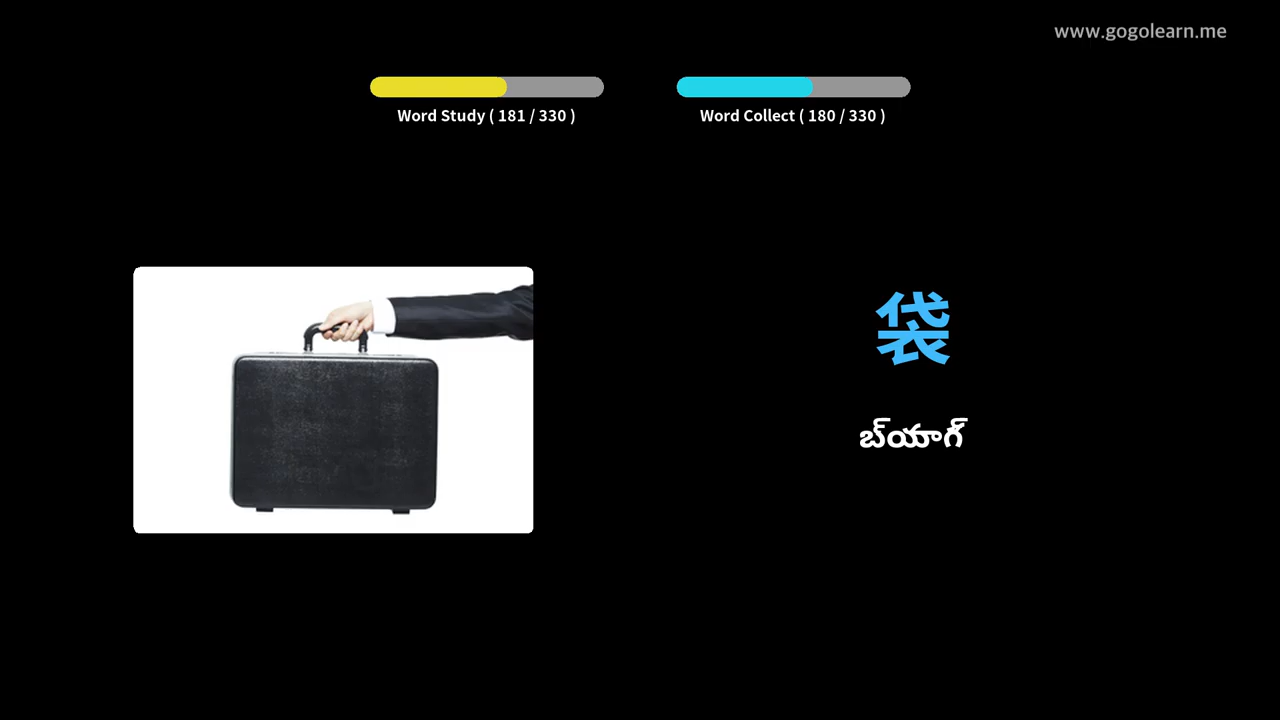 www.gogolearn.me
Word Study ( 181 / 330 )
Word Collect ( 180 / 330 )
袋
బ్‌యాగ్